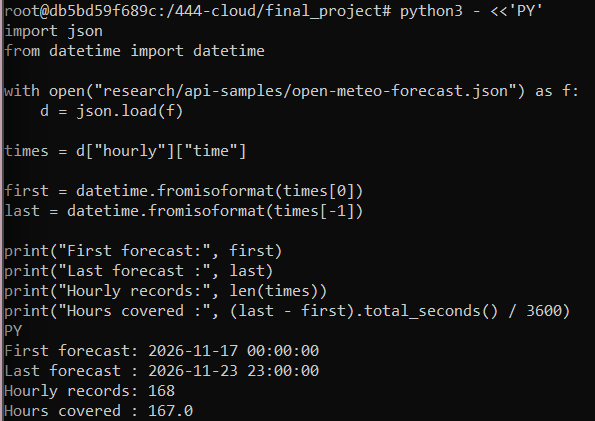 root@db5bd59f689c:/444-cloud/final_project# python3 - <<'PY'
import json
from datetime import datetime

with open("research/api-samples/open-meteo-forecast.json") as f:
    d = json.load(f)

times = d["hourly"]["time"]

first = datetime.fromisoformat(times[0])
last = datetime.fromisoformat(times[-1])

print("First forecast:", first)
print("Last forecast :", last)
print("Hourly records:", len(times))
print("Hours covered :", (last - first).total_seconds() / 3600)
PY
First forecast: 2026-11-17 00:00:00
Last forecast : 2026-11-23 23:00:00
Hourly records: 168
Hours covered : 167.0